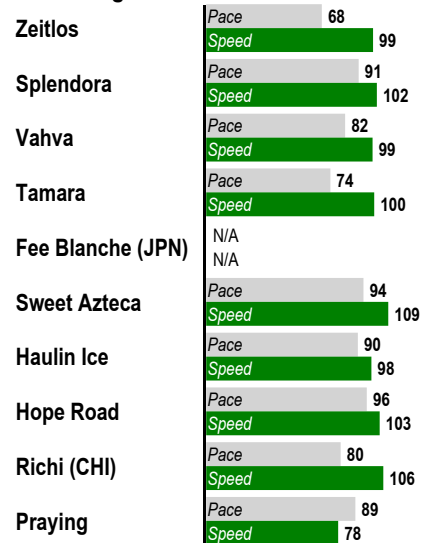 Zeitlos
Pace 68
Speed 99
Splendora
Pace 91
Speed 102
Vahva
Pace 82
Speed 99
Tamara
Pace 74
Speed 100
Fee Blanche (JPN)
N/A
N/A
Sweet Azteca
Pace 94
Speed 109
Haulin Ice
Pace 90
Speed 98
Hope Road
Pace 96
Speed 103
Richi (CHI)
Pace 80
Speed 106
Praying
Pace 89
Speed 78